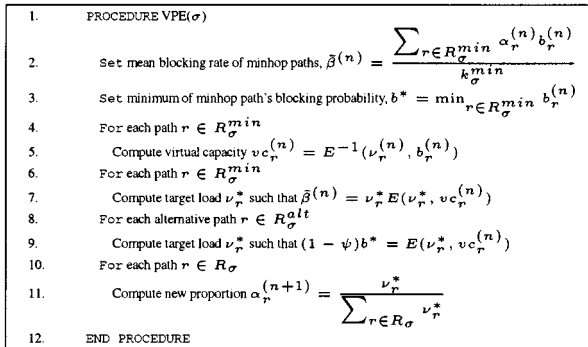 1. PROCEDURE VPE(σ)
2. Set mean blocking rate of minhop paths, β̃^(n) = ∑_{r∈R_σ^min} α_r^(n) b_r^(n) / k_σ^min
3. Set minimum of minhop path's blocking probability, b* = min_{r∈R_σ^min} b_r^(n)
4. For each path r ∈ R_σ^min
5. Compute virtual capacity vc_r^(n) = E^−1(ν_r^(n), b_r^(n))
6. For each path r ∈ R_σ^min
7. Compute target load ν_r* such that β̃^(n) = ν_r* E(ν_r*, vc_r^(n))
8. For each alternative path r ∈ R_σ^alt
9. Compute target load ν_r* such that (1 − ψ)b* = E(ν_r*, vc_r^(n))
10. For each path r ∈ R_σ
11. Compute new proportion α_r^(n+1) = ν_r* / ∑_{r∈R_σ} ν_r*
12. END PROCEDURE